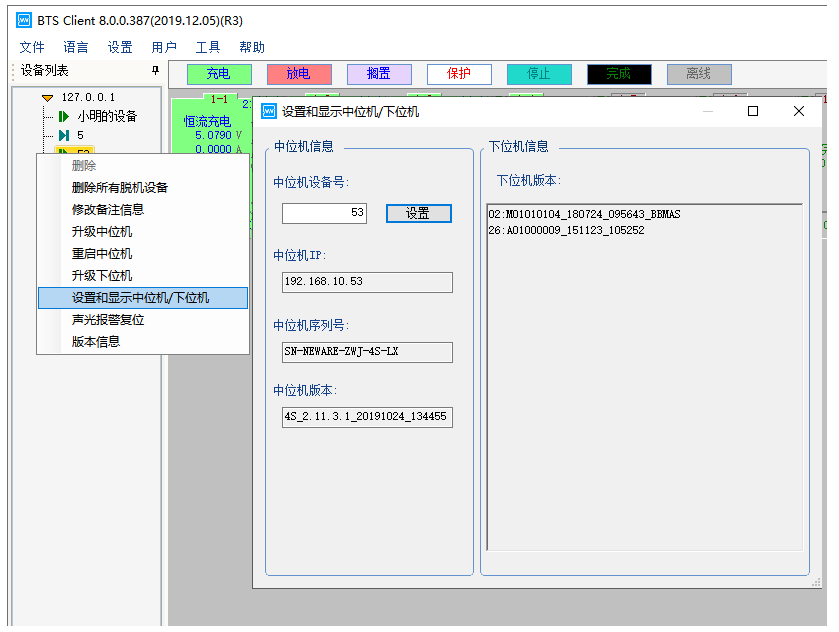 BTS Client 8.0.0.387(2019.12.05)(R3)
文件 语言 设置 用户 工具 帮助
设备列表
充电 放电 搁置 保护 停止 完成 离线
127.0.0.1
小明的设备
5
53
1-1
恒流充电
5.0790 V
0.0000 A
删除
删除所有脱机设备
修改备注信息
升级中位机
重启中位机
升级下位机
设置和显示中位机/下位机
声光报警复位
版本信息
设置和显示中位机/下位机
中位机信息
中位机设备号:
53
设置
中位机IP:
192.168.10.53
中位机序列号:
SN-NEWARE-ZWJ-4S-LX
中位机版本:
4S_2.11.3.1_20191024_134455
下位机信息
下位机版本:
02:M01010104_180724_095643_BBMAS
26:A01000009_151123_105252